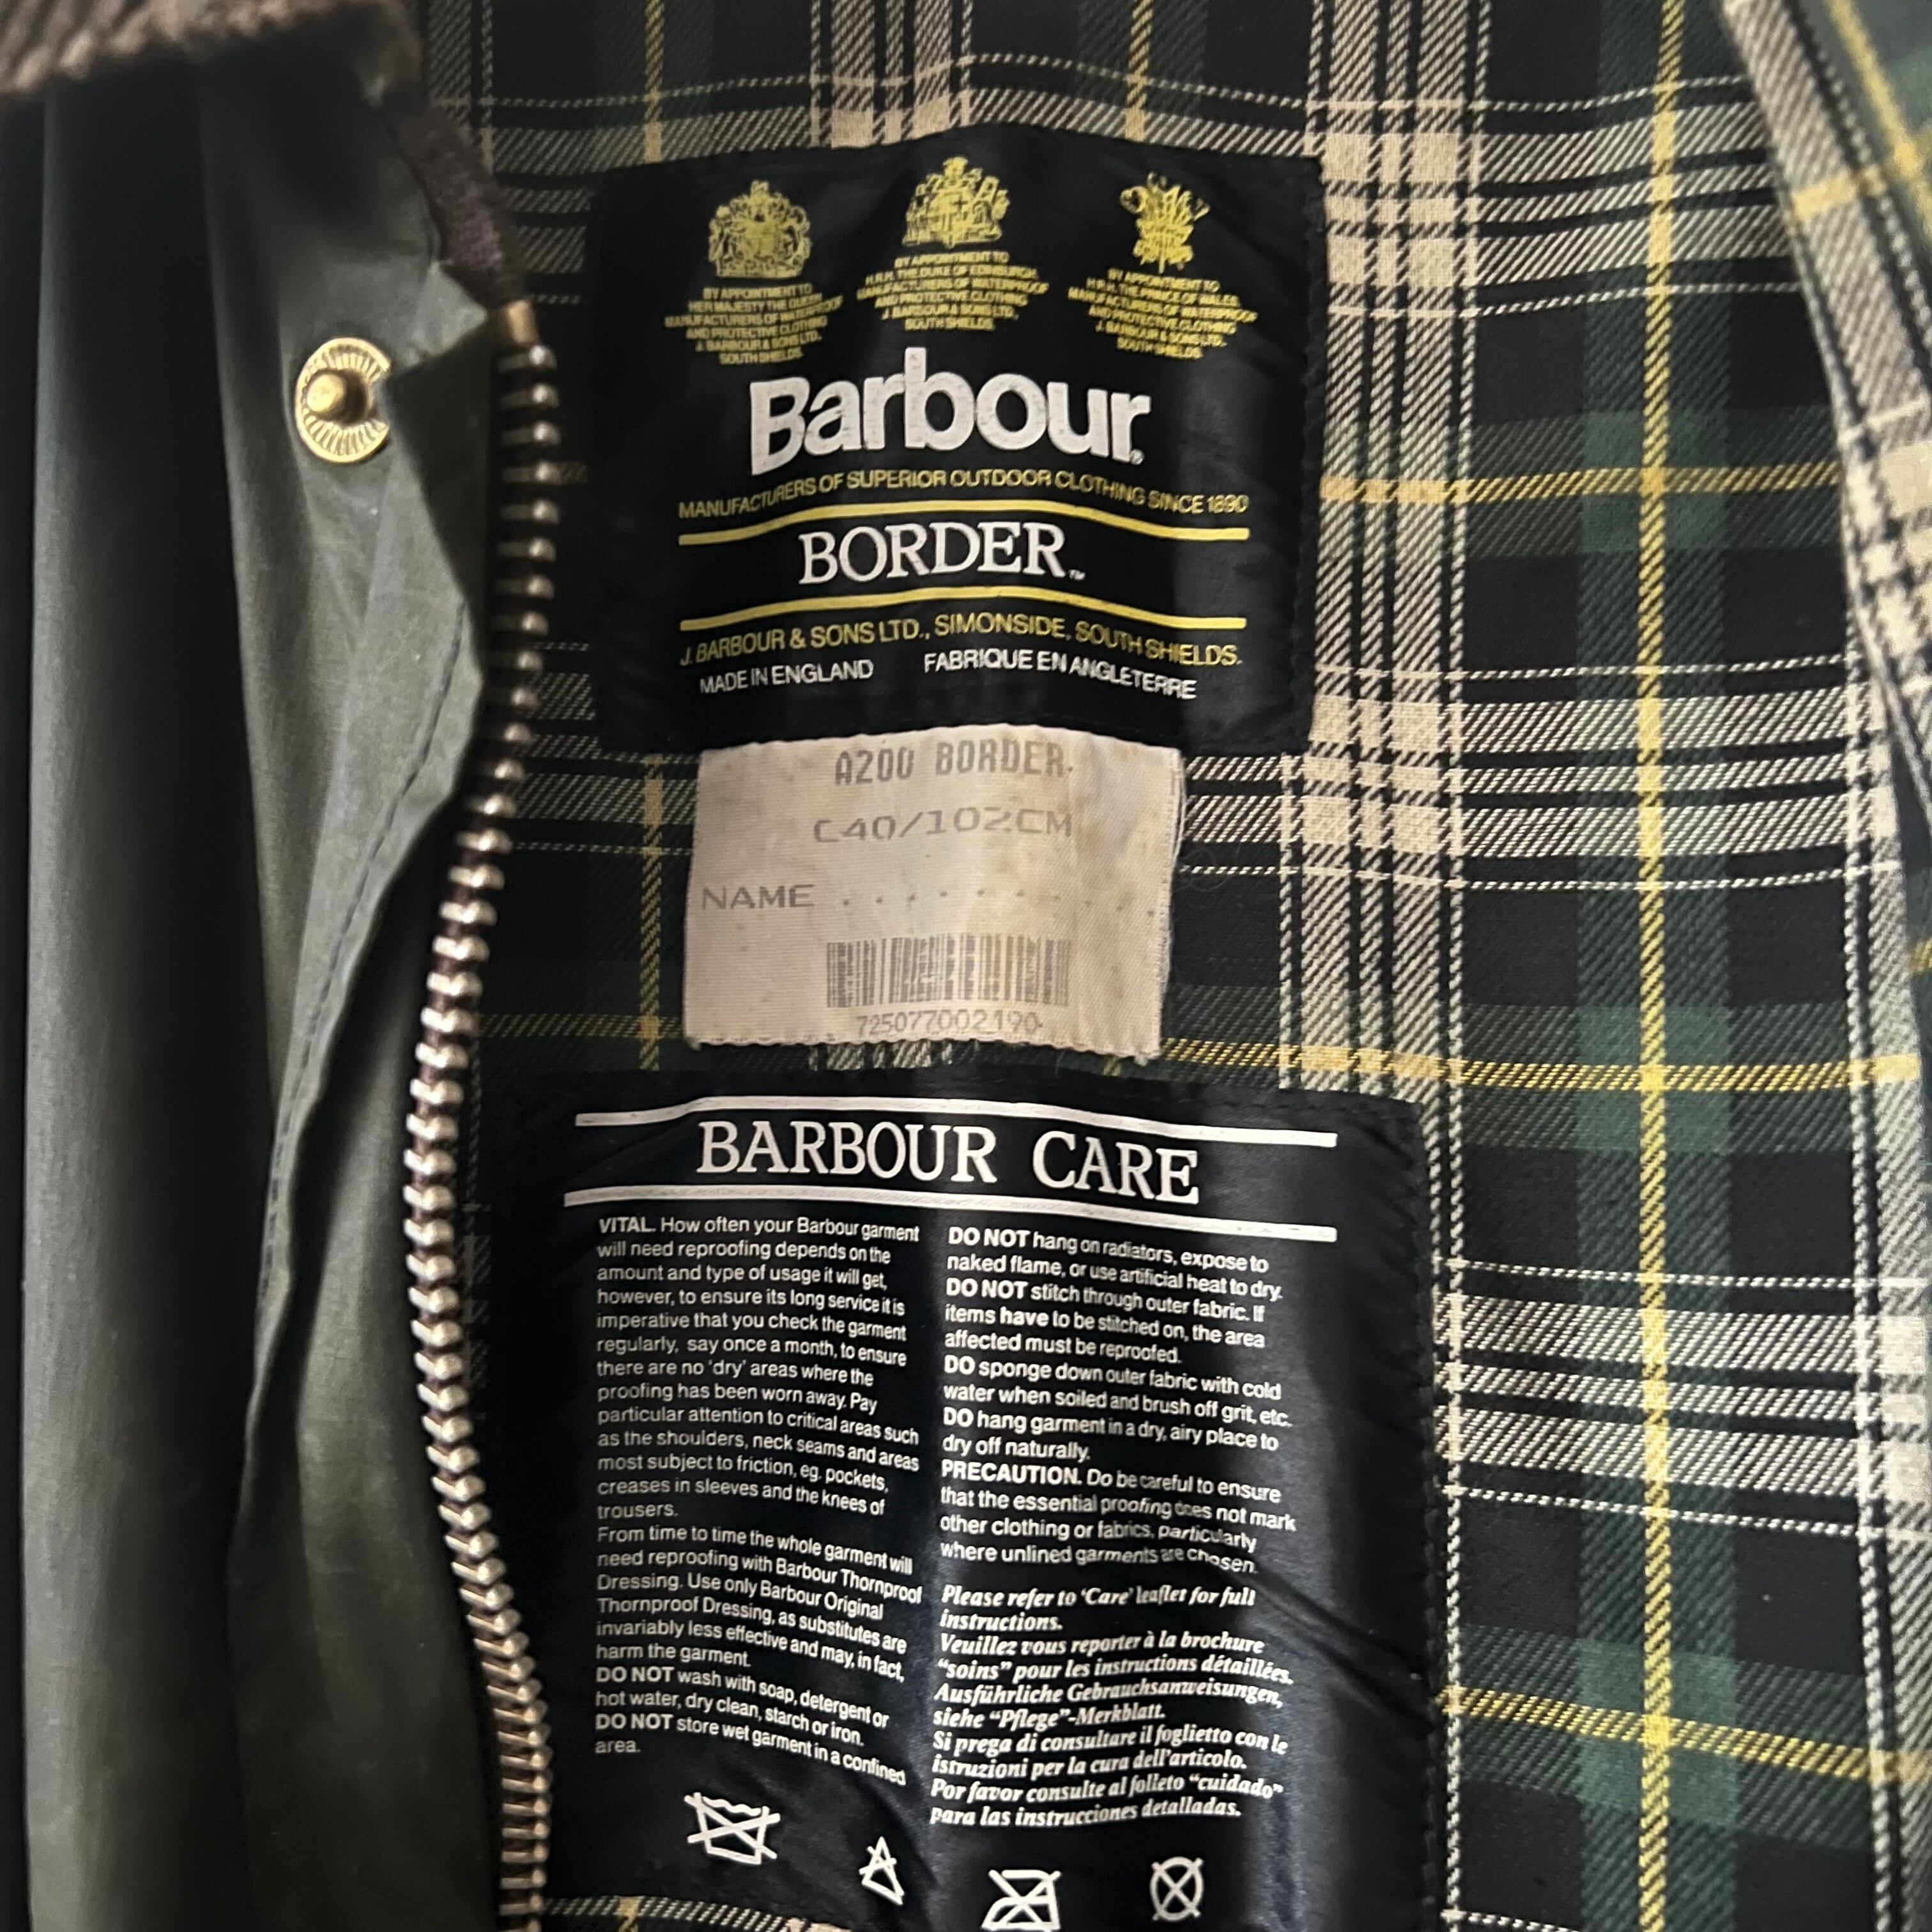 BY APPOINTMENT TO
HER MAJESTY THE QUEEN
MANUFACTURERS OF WATERPROOF
AND PROTECTIVE CLOTHING
J. BARBOUR & SONS LTD.,
SOUTH SHIELDS.
BY APPOINTMENT TO
H.R.H. THE DUKE OF EDINBURGH,
MANUFACTURERS OF WATERPROOF
AND PROTECTIVE CLOTHING
J. BARBOUR & SONS LTD.,
SOUTH SHIELDS.
BY APPOINTMENT TO
H.R.H. THE PRINCE OF WALES
MANUFACTURERS OF WATERPROOF
AND PROTECTIVE CLOTHING
J. BARBOUR & SONS LTD.,
SOUTH SHIELDS.
Barbour®
MANUFACTURERS OF SUPERIOR OUTDOOR CLOTHING SINCE 1890
BORDER™
J. BARBOUR & SONS LTD., SIMONSIDE, SOUTH SHIELDS.
MADE IN ENGLAND FABRIQUE EN ANGLETERRE
A200 BORDER
C40/102CM
NAME . . . . . . . . .
725077002190
BARBOUR CARE
VITAL. How often your Barbour garment
will need reproofing depends on the
amount and type of usage it will get,
however, to ensure its long service it is
imperative that you check the garment
regularly, say once a month, to ensure
there are no 'dry' areas where the
proofing has been worn away. Pay
particular attention to critical areas such
as the shoulders, neck seams and areas
most subject to friction, eg. pockets,
creases in sleeves and the knees of
trousers.
From time to time the whole garment will
need reproofing with Barbour Thornproof
Dressing. Use only Barbour Original
Thornproof Dressing, as substitutes are
invariably less effective and may, in fact,
harm the garment.
DO NOT wash with soap, detergent or
hot water, dry clean, starch or iron.
DO NOT store wet garment in a confined
area.
DO NOT hang on radiators, expose to
naked flame, or use artificial heat to dry.
DO NOT stitch through outer fabric. If
items have to be stitched on, the area
affected must be reproofed.
DO sponge down outer fabric with cold
water when soiled and brush off grit, etc.
DO hang garment in a dry, airy place to
dry off naturally.
PRECAUTION. Do be careful to ensure
that the essential proofing does not mark
other clothing or fabrics, particularly
where unlined garments are chosen.
Please refer to 'Care' leaflet for full
instructions.
Veuillez vous reporter à la brochure
"soins" pour les instructions détaillées.
Ausführliche Gebrauchsanweisungen,
siehe "Pflege"-Merkblatt.
Si prega di consultare il foglietto con le
istruzioni per la cura dell'articolo.
Por favor consulte al folleto "cuidado"
para las instrucciones detalladas.